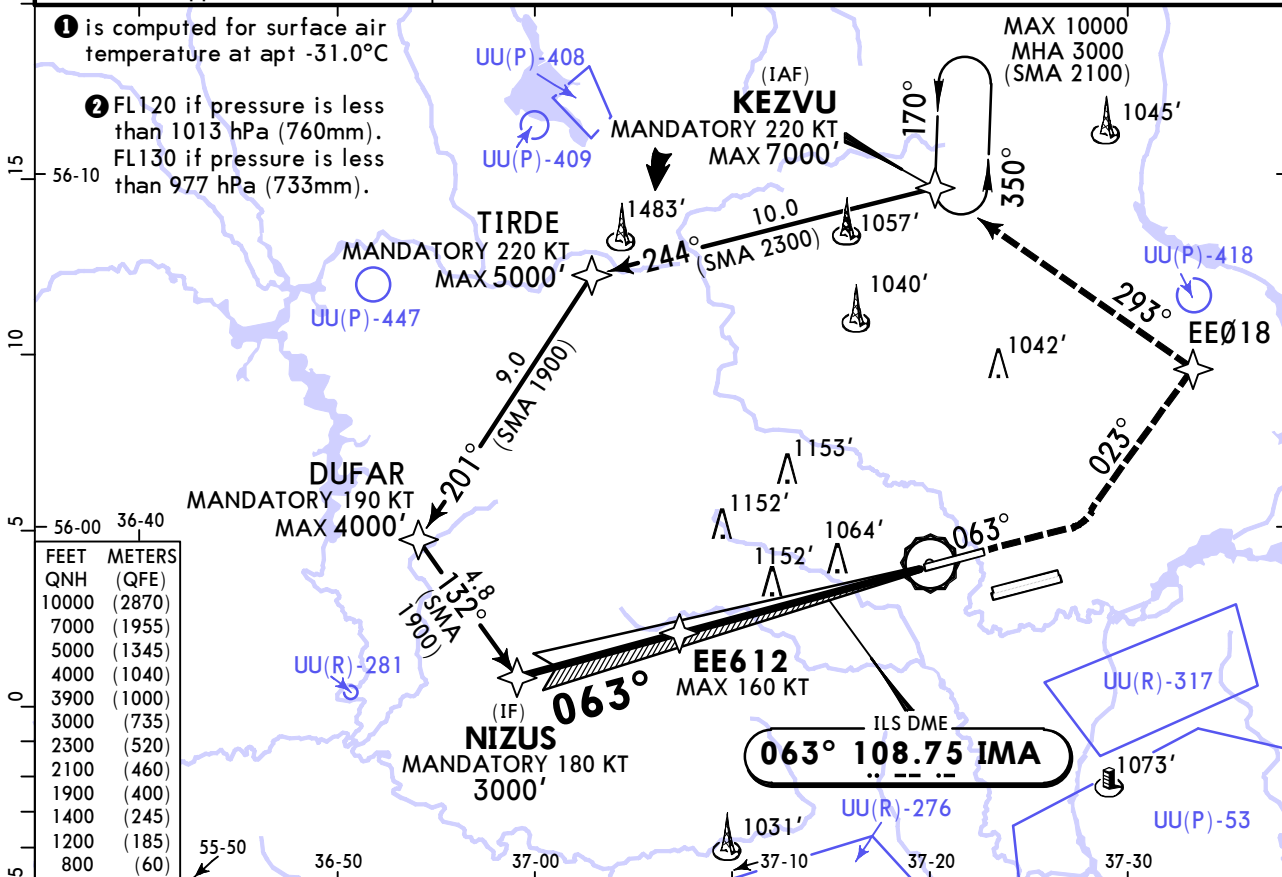 ❶ is computed for surface air
temperature at apt -31.0°C
❷ FL120 if pressure is less
than 1013 hPa (760mm).
FL130 if pressure is less
than 977 hPa (733mm).
UU(P)-408
UU(P)-409
(IAF)
KEZVU
MANDATORY 220 KT
MAX 7000'
MAX 10000
MHA 3000
(SMA 2100)
170°
350°
1045'
15
56-10
TIRDE
MANDATORY 220 KT
MAX 5000'
1483'
10.0
244°
(SMA 2300)
1057'
UU(P)-418
UU(P)-447
1040'
293°
EEØ18
10
1042'
9.0
(SMA 1900)
201°
023°
DUFAR
MANDATORY 190 KT
MAX 4000'
1153'
1152'
1152'
1064'
063°
5
56-00
36-40
4.8
132°
(SMA
1900)
FEET METERS
QNH (QFE)
10000 (2870)
7000 (1955)
5000 (1345)
4000 (1040)
3900 (1000)
3000 (735)
2300 (520)
2100 (460)
1900 (400)
1400 (245)
1200 (185)
800 (60)
0
UU(R)-281
EE612
MAX 160 KT
063°
UU(R)-317
(IF)
NIZUS
MANDATORY 180 KT
3000'
ILS DME
063° 108.75 IMA
.. -- .-
1073'
UU(R)-276
UU(P)-53
1031'
5
55-50
36-50
37-00
37-10
37-20
37-30